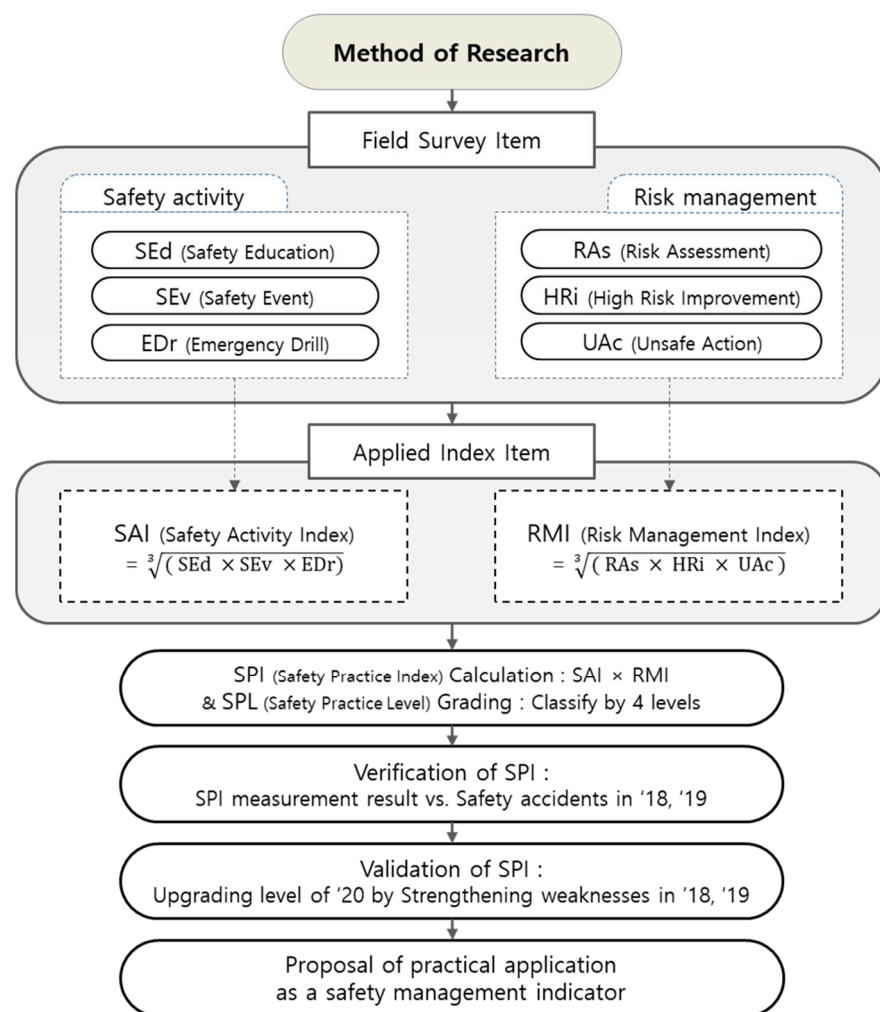 Method of Research
Field Survey Item
Safety activity
SEd (Safety Education)
SEv (Safety Event)
EDr (Emergency Drill)
Risk management
RAs (Risk Assessment)
HRi (High Risk Improvement)
UAc (Unsafe Action)
Applied Index Item
SAI (Safety Activity Index)
= ∛( SEd ×SEv ×EDr)
RMI (Risk Management Index)
= ∛( RAs × HRi × UAc )
SPI (Safety Practice Index) Calculation : SAI × RMI
& SPL (Safety Practice Level) Grading : Classify by 4 levels
Verification of SPI :
SPI measurement result vs. Safety accidents in ’18, ’19
Validation of SPI :
Upgrading level of ’20 by Strengthening weaknesses in ’18, ’19
Proposal of practical application
as a safety management indicator